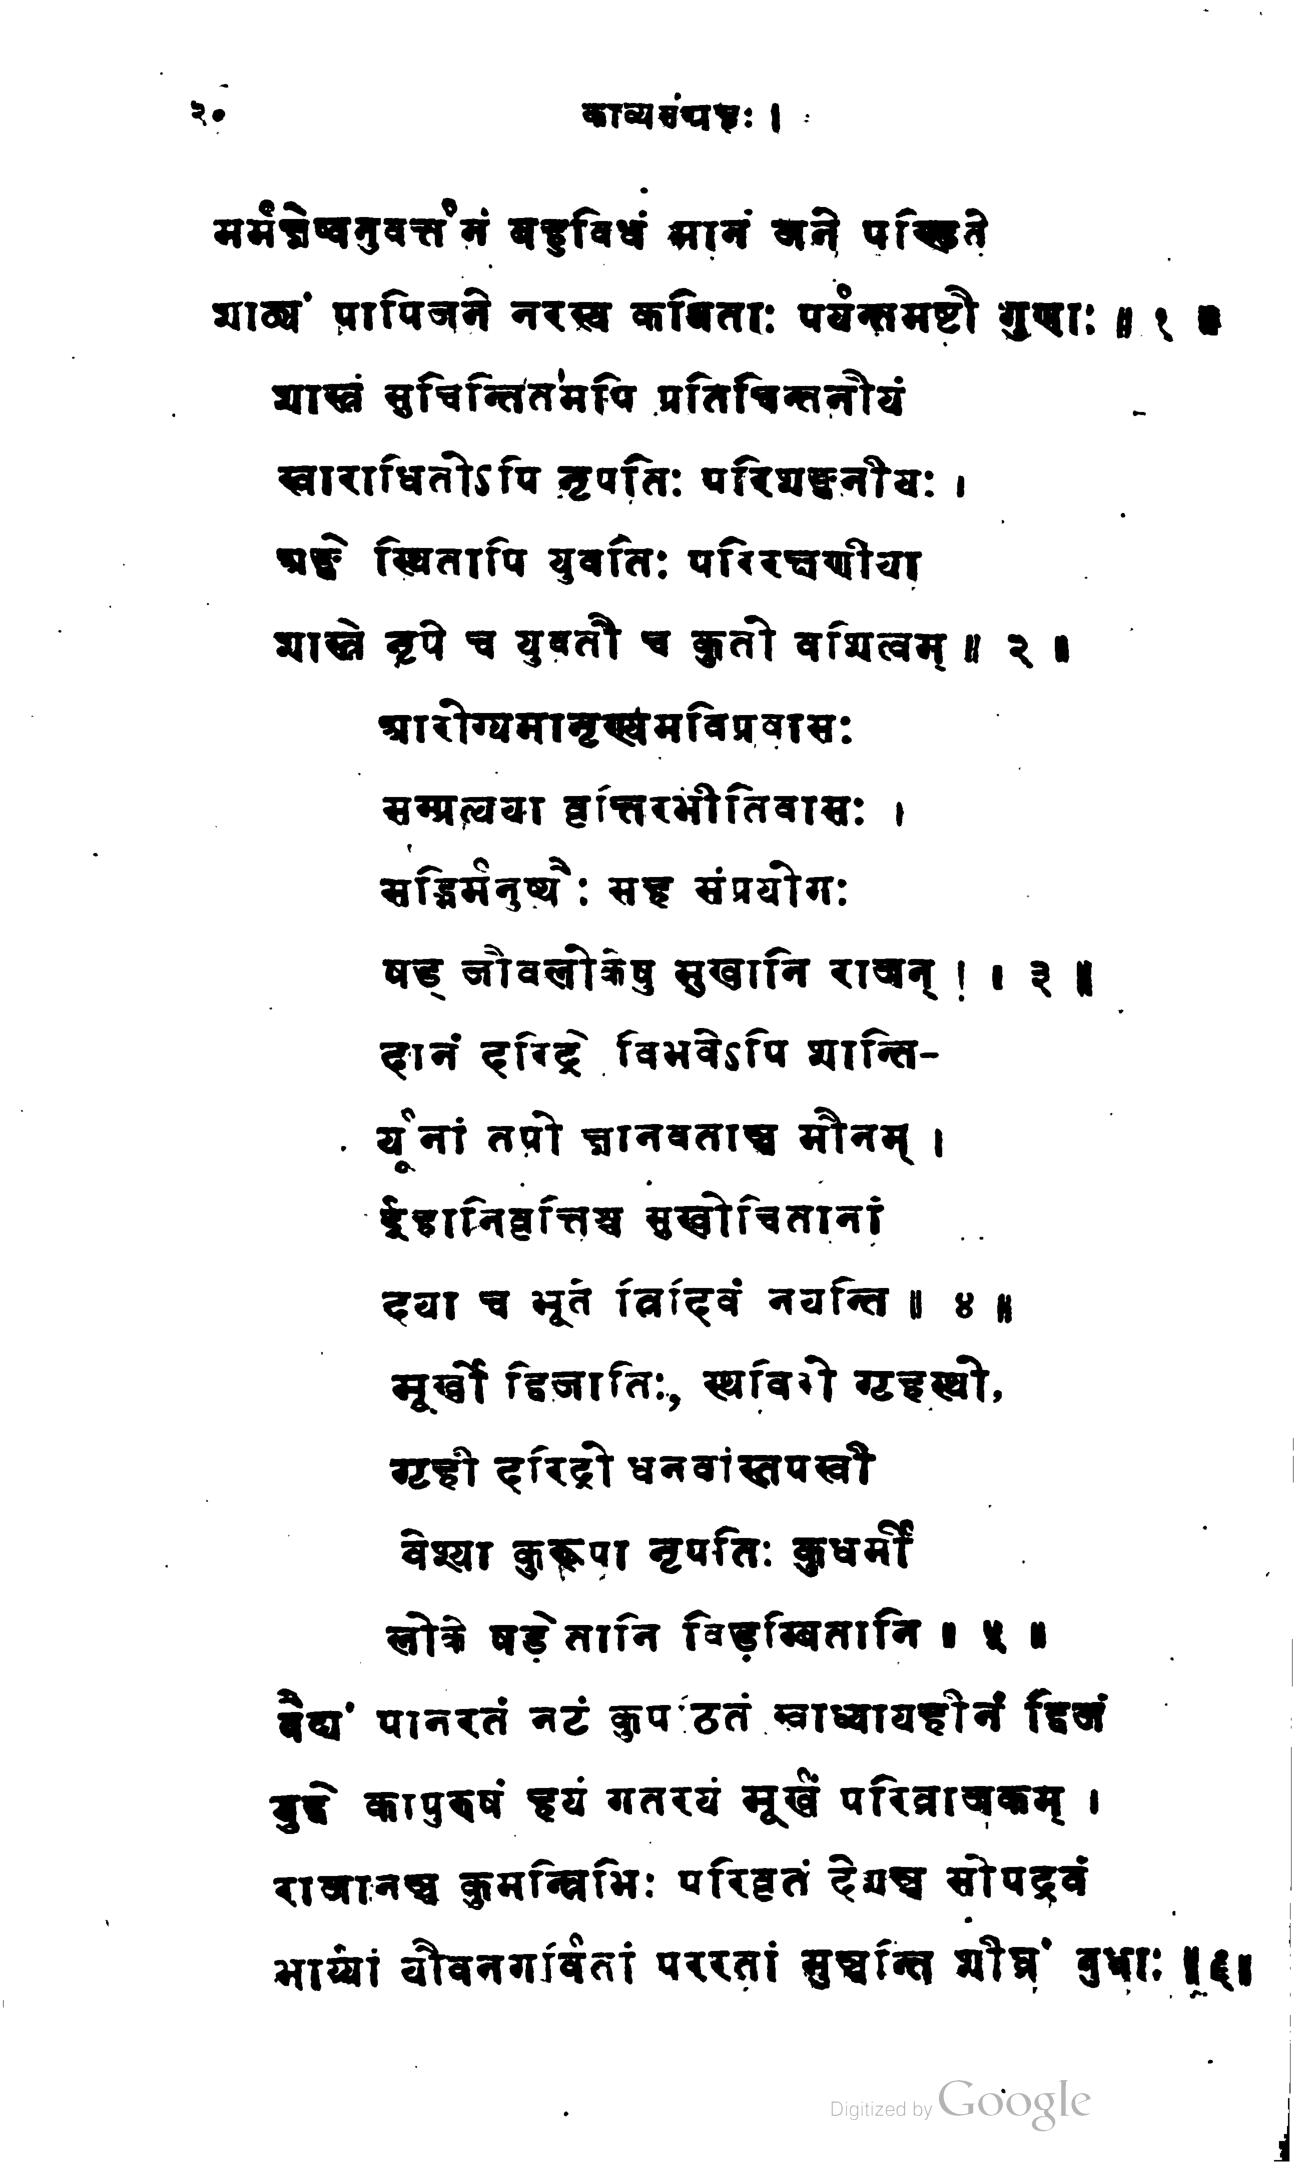 २०
काव्यसंग्रहः ।
मर्मज्ञेष्वनुवर्त्तनं बहुविधं मानं जने पण्डिते
शाठ्यं पापिजने नरस्य कथिताः पर्यन्तमष्टौ गुणाः ॥ १ ॥
शास्त्रं सुचिन्तितमपि प्रतिचिन्तनीयं
स्वाराधितोऽपि नृपतिः परिशङ्कनीयः ।
अङ्के स्थितापि युवतिः परिरक्षणीया
शास्त्रे नृपे च युवतौ च कुतो वशित्वम् ॥ २ ॥
आरोग्यमानृण्यमविप्रवासः
सम्प्रत्यया वृत्तिरभीतिवासः ।
सद्भिर्मनुष्यैः सह संप्रयोगः
षड् जीवलोकेषु सुखानि राजन् ! ॥ ३ ॥
दानं दरिद्रे विभवेऽपि शान्ति-
र्यूनां तपो ज्ञानवताञ्च मौनम् ।
ईहानिवृत्तिश्च सुखोचितानां
दया च भूते त्रिदिवं नयन्ति ॥ ४ ॥
मूर्खो द्विजातिः, स्थविरो गृहस्थो,
गृही दरिद्रो धनवांस्तपस्वी
वेश्या कुरूपा नृपतिः कुधर्मी
लोके षड़ेतानि विड़म्बितानि ॥ ५ ॥
वैद्यं पानरतं नटं कुपठितं स्वाध्यायहीनं द्विजं
युद्धे कापुरुषं हयं गतरयं मूर्खं परिव्राजकम् ।
राजानञ्च कुमन्त्रिभिः परिवृतं देशञ्च सोपद्रवं
भार्य्यां यौवनगर्वितां पररतां मुञ्चन्ति शीघ्रं बुधाः ॥६॥
Digitized by Google